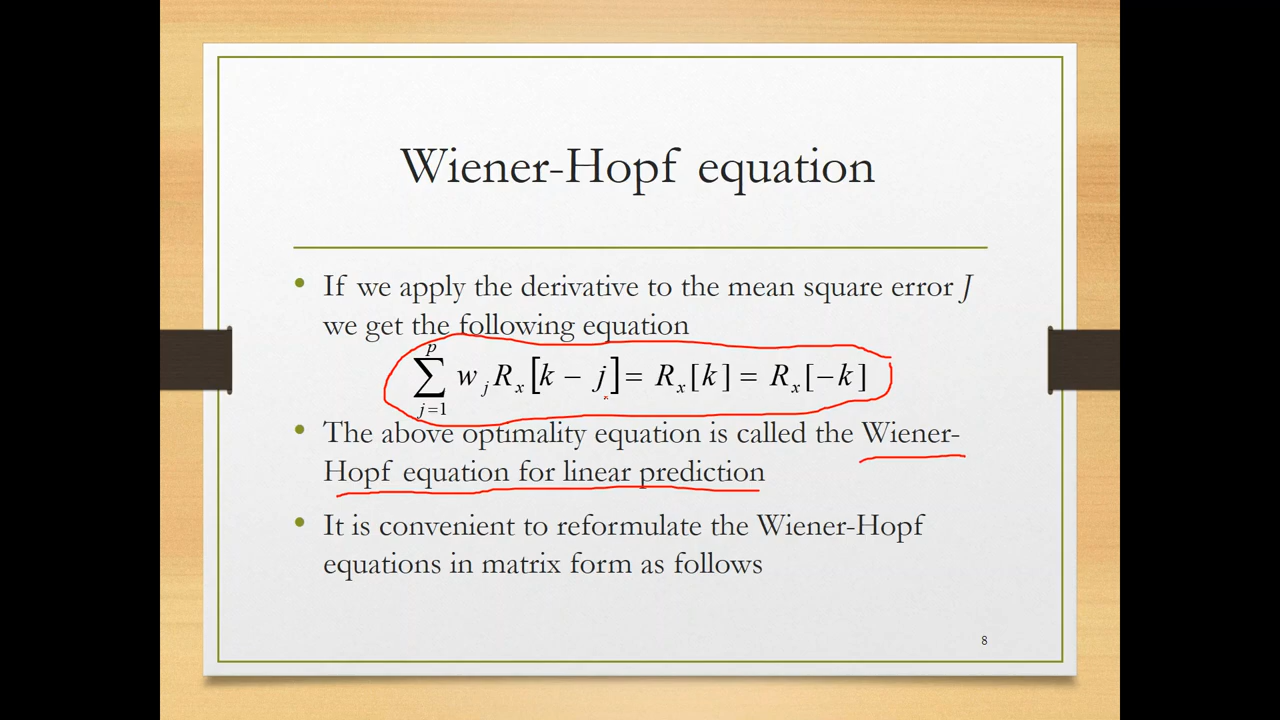 Wiener-Hopf equation
• If we apply the derivative to the mean square error J
we get the following equation
∑_{j=1}^{p} w_j R_x [k − j] = R_x [k] = R_x [−k]
• The above optimality equation is called the Wiener-
Hopf equation for linear prediction
• It is convenient to reformulate the Wiener-Hopf
equations in matrix form as follows
8